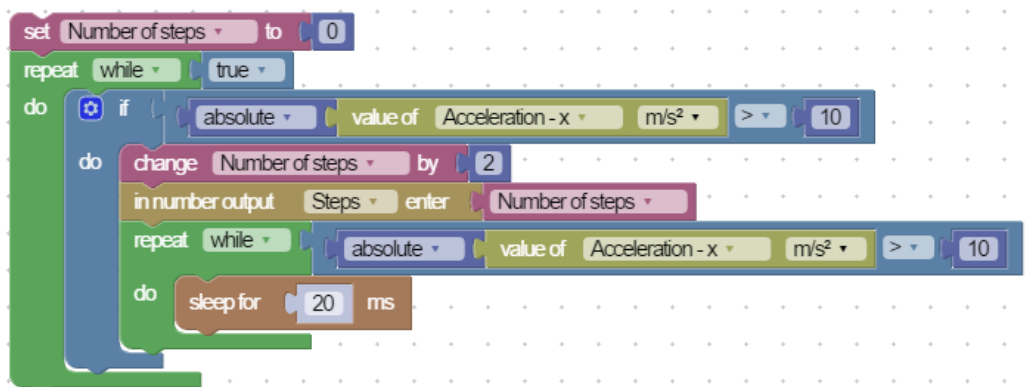 set Number of steps to 0
repeat while true
do if absolute value of Acceleration - x m/s² > 10
do change Number of steps by 2
in number output Steps enter Number of steps
repeat while absolute value of Acceleration - x m/s² > 10
do sleep for 20 ms